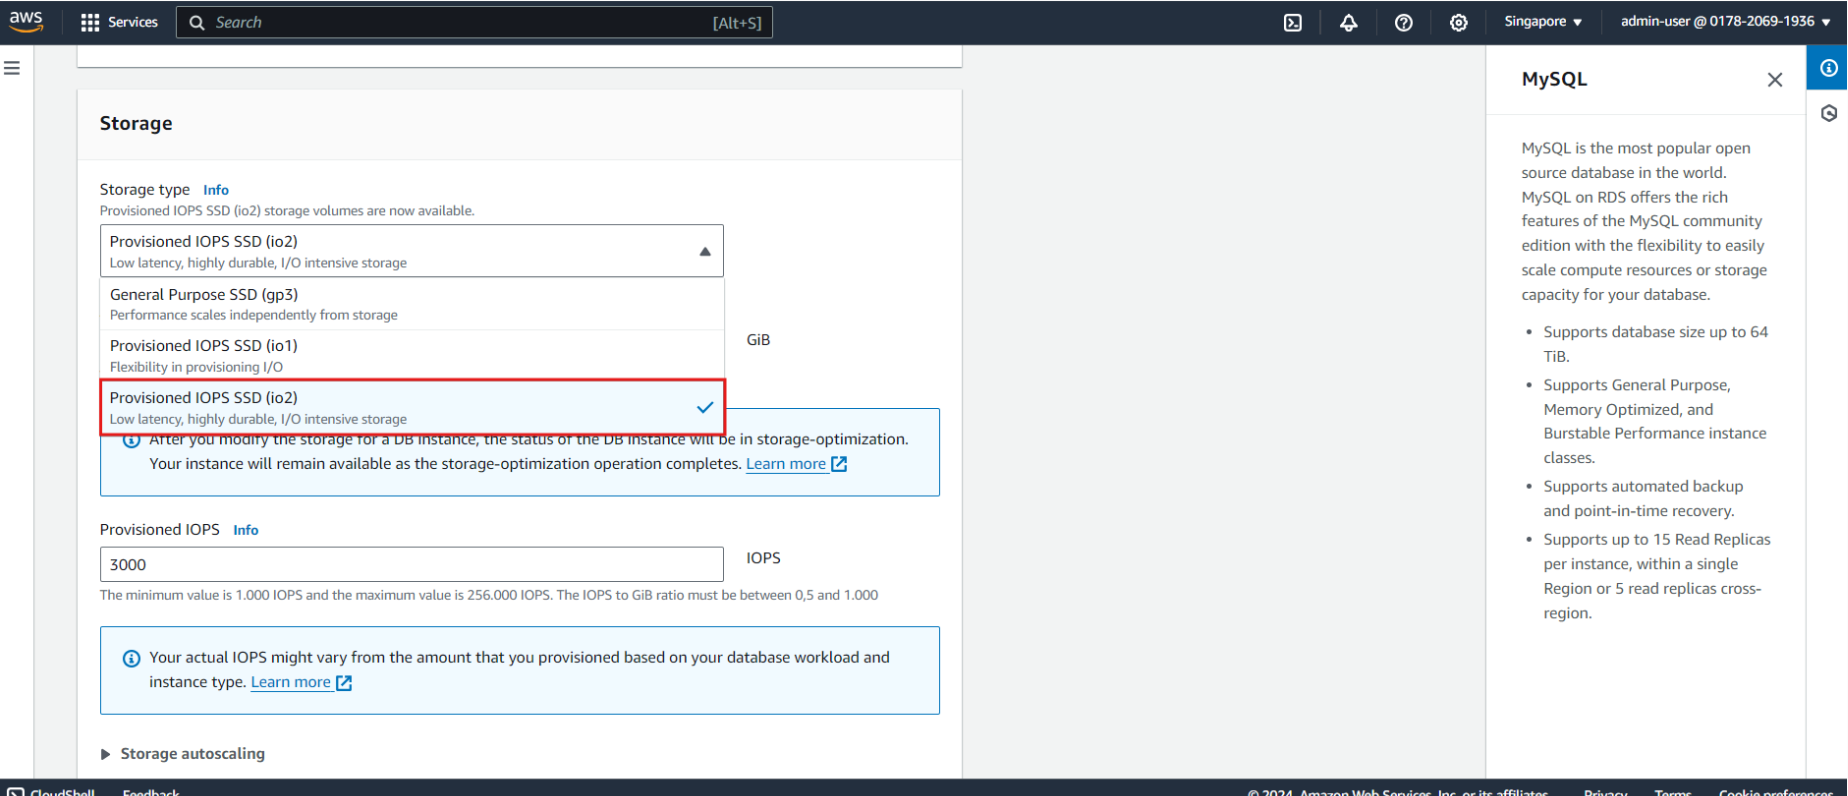 aws
Services
Search
[Alt+S]
Singapore
admin-user @ 0178-2069-1936
Storage
Storage type Info
Provisioned IOPS SSD (io2) storage volumes are now available.
Provisioned IOPS SSD (io2)
Low latency, highly durable, I/O intensive storage
General Purpose SSD (gp3)
Performance scales independently from storage
Provisioned IOPS SSD (io1)
Flexibility in provisioning I/O
GiB
Provisioned IOPS SSD (io2)
Low latency, highly durable, I/O intensive storage
After you modify the storage for a DB instance, the status of the DB instance will be in storage-optimization.
Your instance will remain available as the storage-optimization operation completes. Learn more
Provisioned IOPS Info
3000
IOPS
The minimum value is 1.000 IOPS and the maximum value is 256.000 IOPS. The IOPS to GiB ratio must be between 0,5 and 1.000
Your actual IOPS might vary from the amount that you provisioned based on your database workload and
instance type. Learn more
Storage autoscaling
MySQL
MySQL is the most popular open
source database in the world.
MySQL on RDS offers the rich
features of the MySQL community
edition with the flexibility to easily
scale compute resources or storage
capacity for your database.
• Supports database size up to 64
TiB.
• Supports General Purpose,
Memory Optimized, and
Burstable Performance instance
classes.
• Supports automated backup
and point-in-time recovery.
• Supports up to 15 Read Replicas
per instance, within a single
Region or 5 read replicas cross-
region.
CloudShell
Feedback
© 2024, Amazon Web Services, Inc. or its affiliates.
Privacy
Terms
Cookie preferences